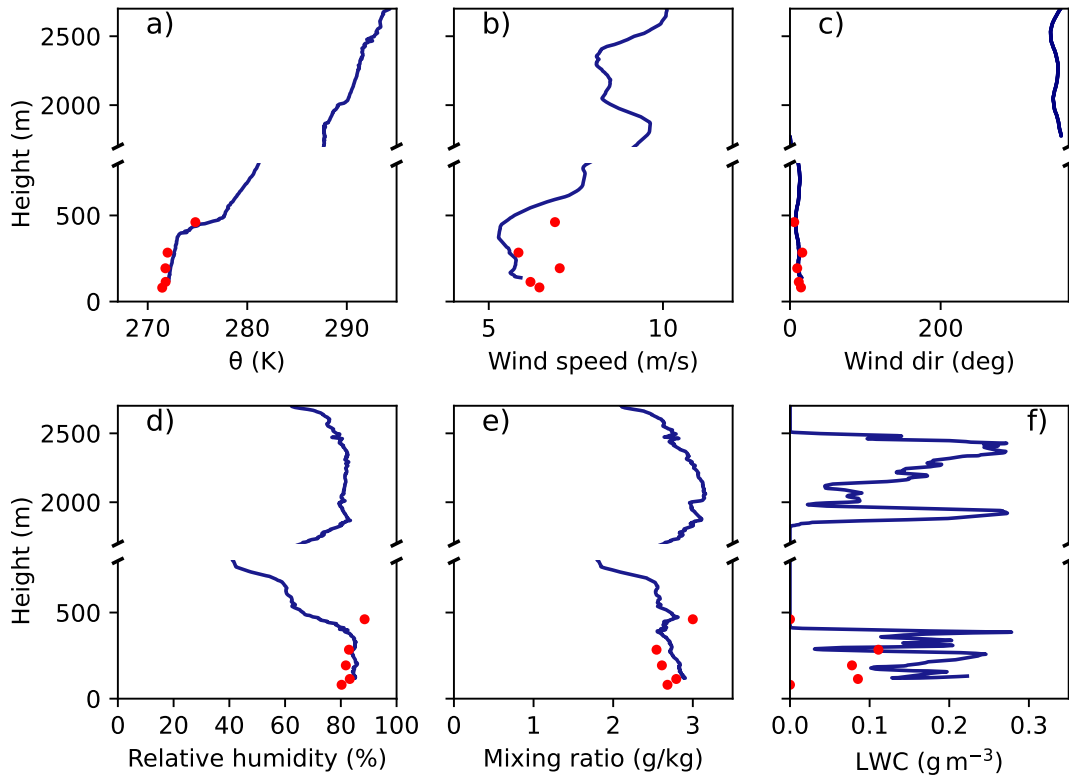 a) b) c)
2500
2000
Height (m)
500
0
270 280 290 5 10 0 200
θ (K) Wind speed (m/s) Wind dir (deg)
d) e) f)
2500
2000
Height (m)
500
0
0 20 40 60 80 100 0 1 2 3 0.0 0.1 0.2 0.3
Relative humidity (%) Mixing ratio (g/kg) LWC (g m⁻³)